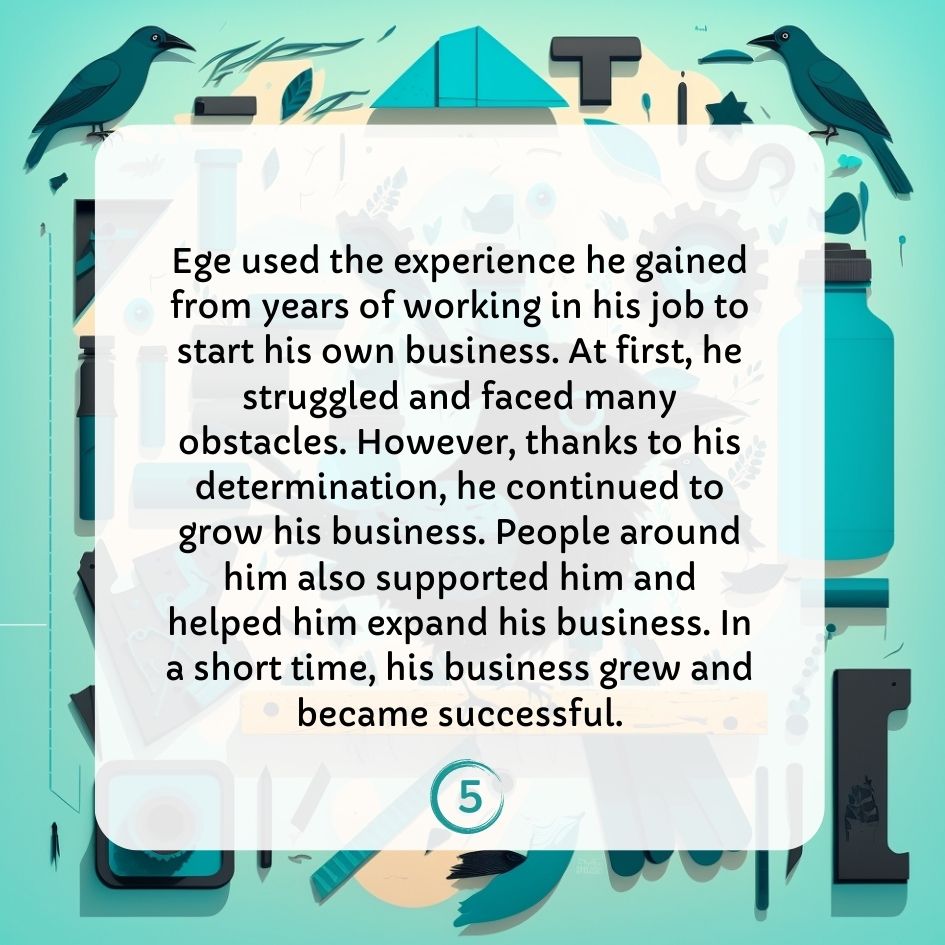 Ege used the experience he gained
from years of working in his job to
start his own business. At first, he
struggled and faced many
obstacles. However, thanks to his
determination, he continued to
grow his business. People around
him also supported him and
helped him expand his business. In
a short time, his business grew and
became successful.
5